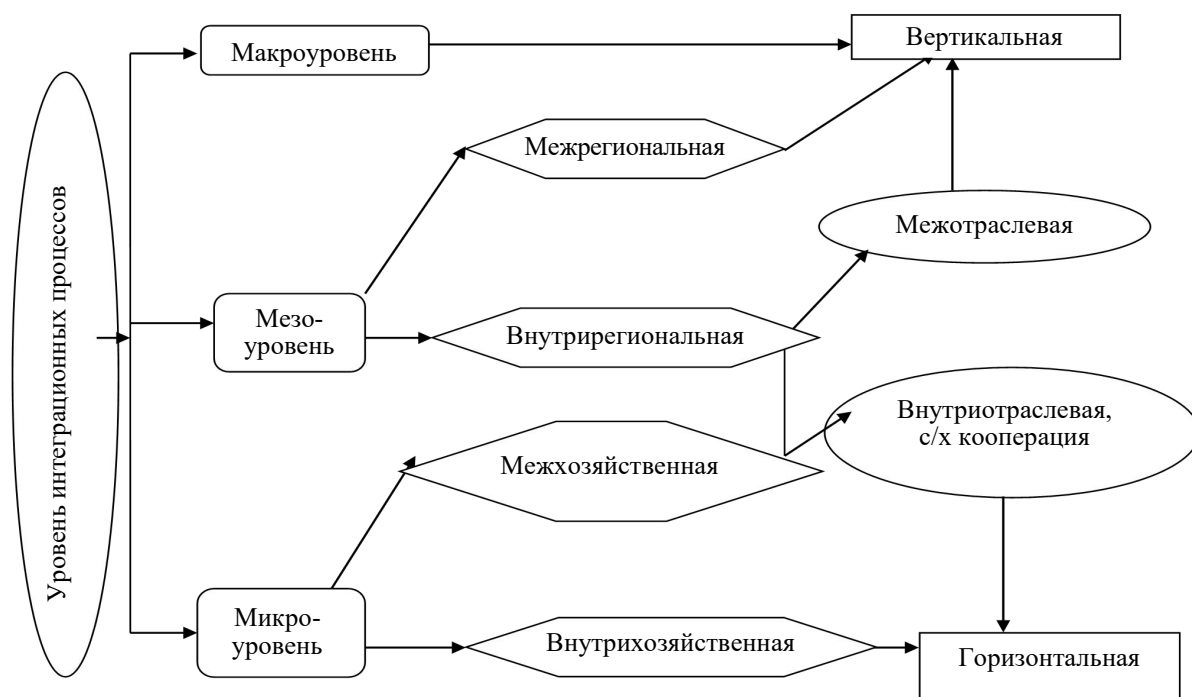 Уровень интеграционных процессов
Макроуровень
Вертикальная
Межрегиональная
Межотраслевая
Мезо-
уровень
Внутрирегиональная
Внутриотраслевая,
с/х кооперация
Межхозяйственная
Микро-
уровень
Внутрихозяйственная
Горизонтальная